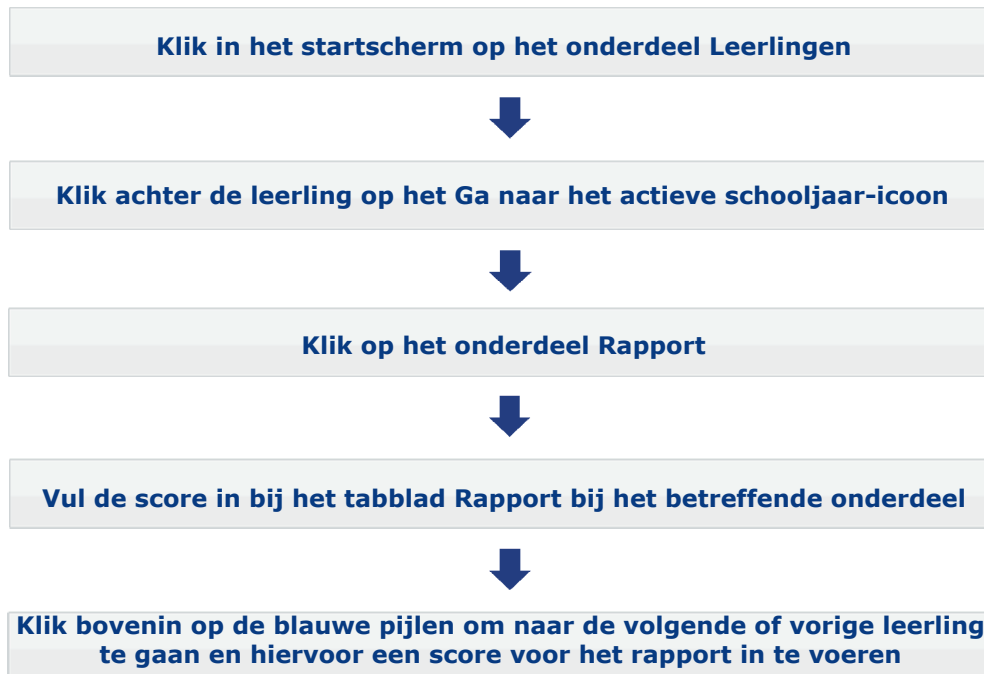 Klik in het startscherm op het onderdeel Leerlingen
Klik achter de leerling op het Ga naar het actieve schooljaar-icoon
Klik op het onderdeel Rapport
Vul de score in bij het tabblad Rapport bij het betreffende onderdeel
Klik bovenin op de blauwe pijlen om naar de volgende of vorige leerling
te gaan en hiervoor een score voor het rapport in te voeren